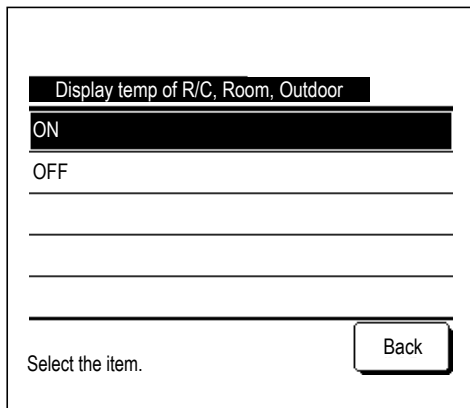 Display temp of R/C, Room, Outdoor
ON
OFF
Back
Select the item.